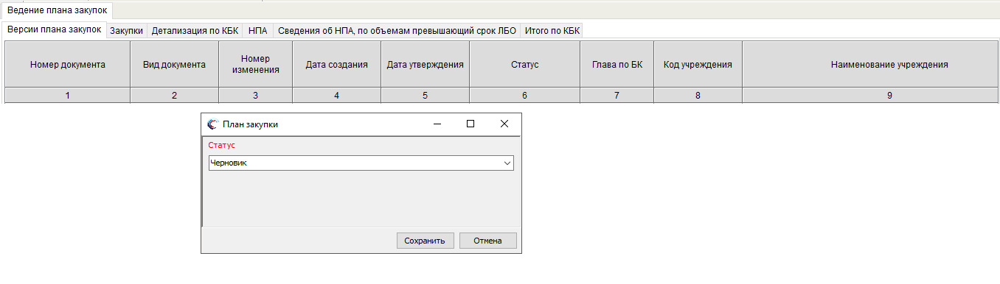 Ведение плана закупок
Версии плана закупок Закупки Детализация по КБК НПА Сведения об НПА, по объемам превышающий срок ЛБО Итого по КБК
Номер документа Вид документа Номер изменения Дата создания Дата утверждения Статус Глава по БК Код учреждения Наименование учреждения
1 2 3 4 5 6 7 8 9
План закупки
Статус
Черновик
Сохранить Отмена